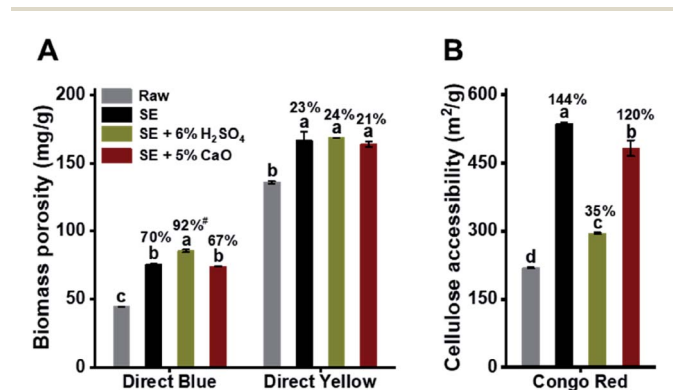 A
Biomass porosity (mg/g)
200
150
100
50
0
Raw
SE
SE + 6% H₂SO₄
SE + 5% CaO
c
70%
b
92%#
a
67%
b
b
23%
a
24%
a
21%
a
Direct Blue
Direct Yellow
B
Cellulose accessibility (m²/g)
600
450
300
150
0
d
144%
a
35%
c
120%
b
Congo Red